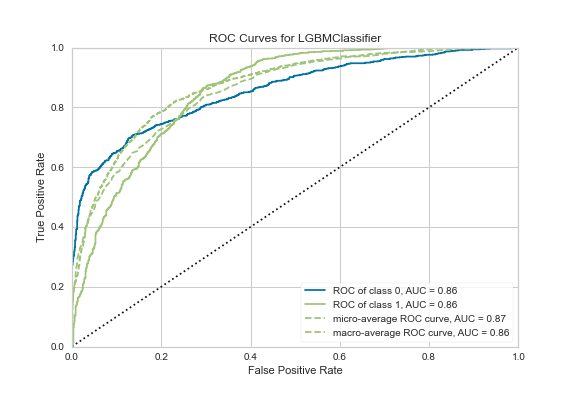 ROC Curves for LGBMClassifier
1.0
0.8
0.6
0.4
0.2
0.0
True Positive Rate
ROC of class 0, AUC = 0.86
ROC of class 1, AUC = 0.86
micro-average ROC curve, AUC = 0.87
macro-average ROC curve, AUC = 0.86
0.0 0.2 0.4 0.6 0.8 1.0
False Positive Rate